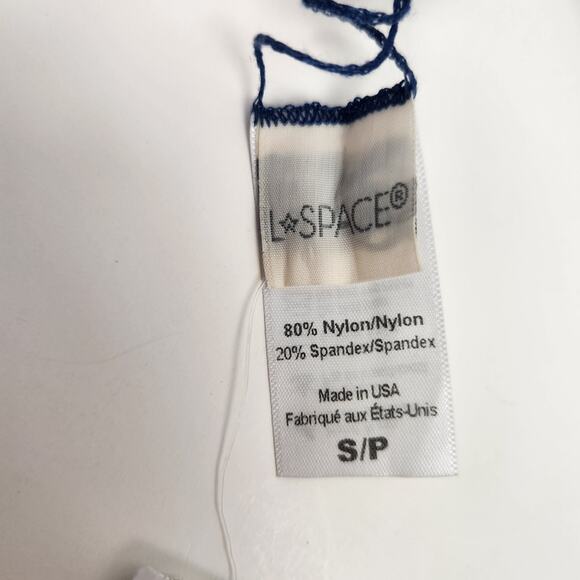 L☆SPACE®
80% Nylon/Nylon
20% Spandex/Spandex
Made in USA
Fabriqué aux États-Unis
S/P